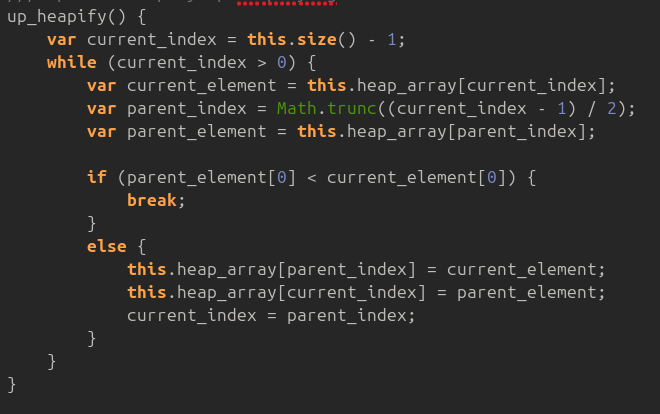 up_heapify() {
    var current_index = this.size() - 1;
    while (current_index > 0) {
        var current_element = this.heap_array[current_index];
        var parent_index = Math.trunc((current_index - 1) / 2);
        var parent_element = this.heap_array[parent_index];

        if (parent_element[0] < current_element[0]) {
            break;
        }
        else {
            this.heap_array[parent_index] = current_element;
            this.heap_array[current_index] = parent_element;
            current_index = parent_index;
        }
    }
}